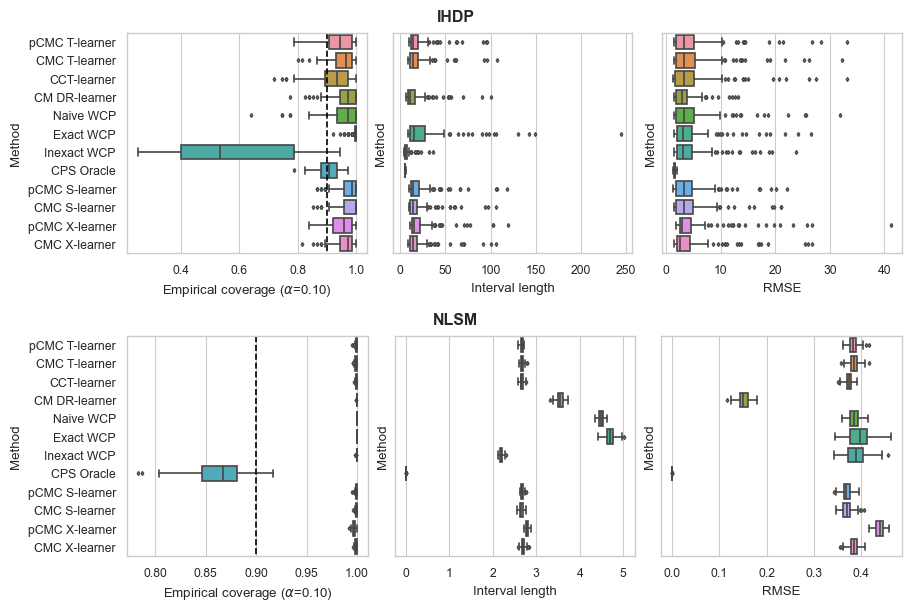 IHDP
Method
pCMC T-learner
CMC T-learner
CCT-learner
CM DR-learner
Naive WCP
Exact WCP
Inexact WCP
CPS Oracle
pCMC S-learner
CMC S-learner
pCMC X-learner
CMC X-learner
0.4 0.6 0.8 1.0
Empirical coverage (α=0.10)
Method
0 50 100 150 200 250
Interval length
Method
0 10 20 30 40
RMSE
NLSM
Method
pCMC T-learner
CMC T-learner
CCT-learner
CM DR-learner
Naive WCP
Exact WCP
Inexact WCP
CPS Oracle
pCMC S-learner
CMC S-learner
pCMC X-learner
CMC X-learner
0.80 0.85 0.90 0.95 1.00
Empirical coverage (α=0.10)
Method
0 1 2 3 4 5
Interval length
Method
0.0 0.1 0.2 0.3 0.4
RMSE